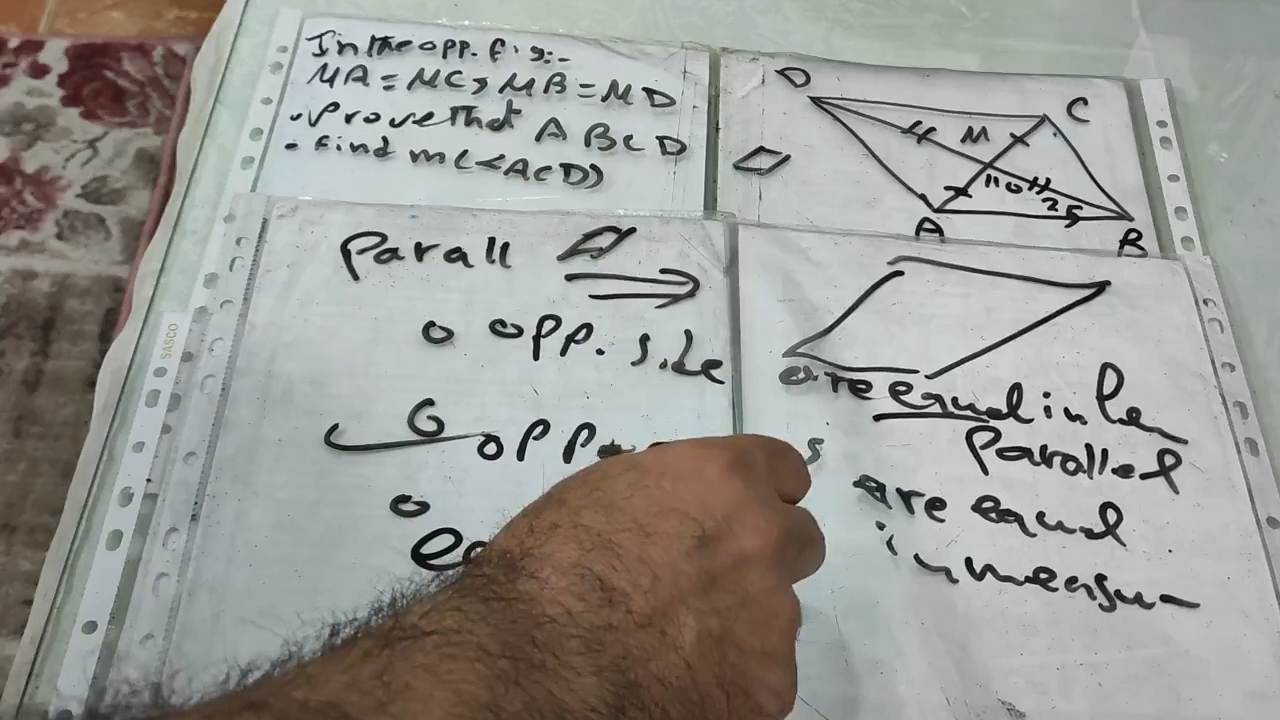 In the opp. fig:-
MA = MC, MB = MD
. Prove that ABCD
. find m(<ACD)
D
C
M
110
25
A
B
Parall
o opp. side
are equal in len
Parallel
o opp
are equal
in measu-
o
SASCO